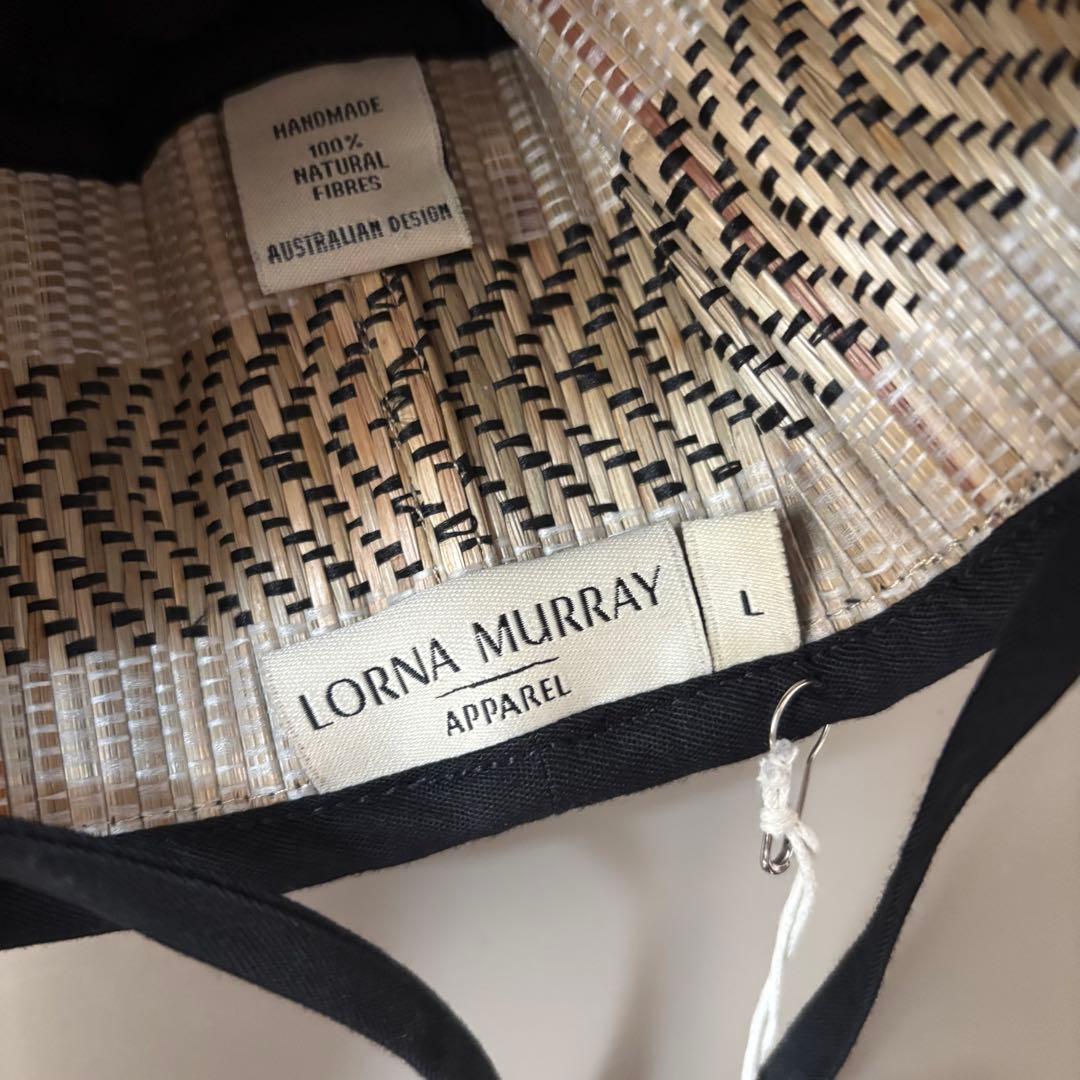 HANDMADE
100%
NATURAL
FIBRES
AUSTRALIAN DESIGN
LORNA MURRAY
APPAREL
L